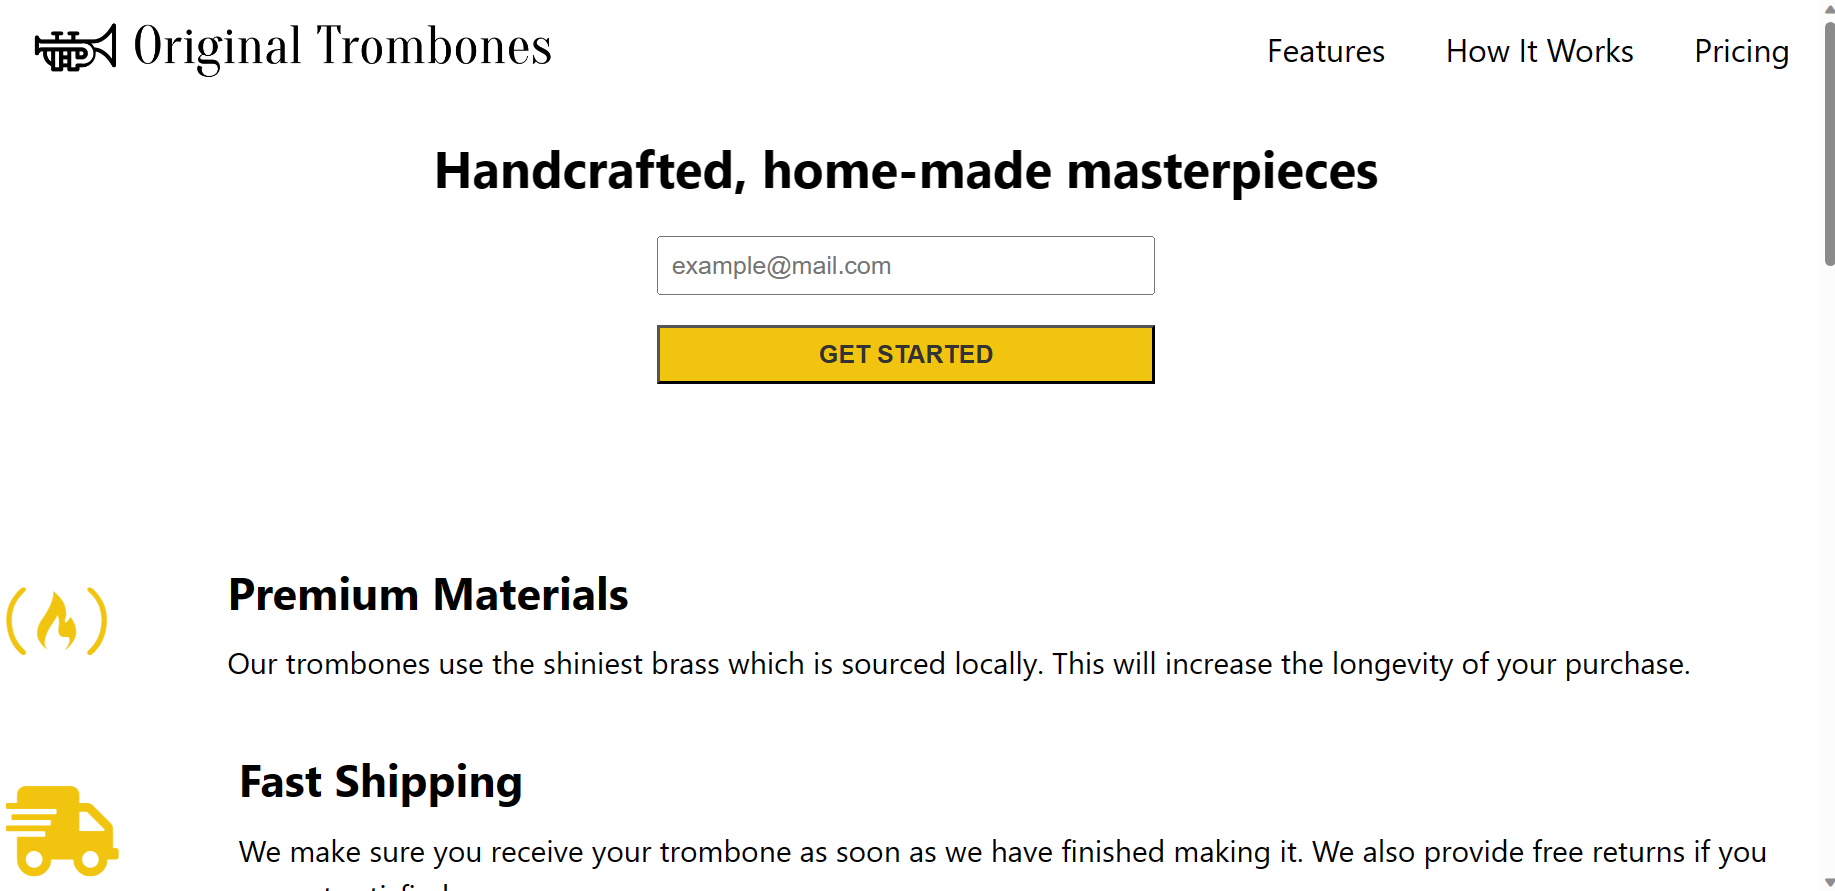 Original Trombones
Features
How It Works
Pricing
Handcrafted, home-made masterpieces
example@mail.com
GET STARTED
Premium Materials
Our trombones use the shiniest brass which is sourced locally. This will increase the longevity of your purchase.
Fast Shipping
We make sure you receive your trombone as soon as we have finished making it. We also provide free returns if you